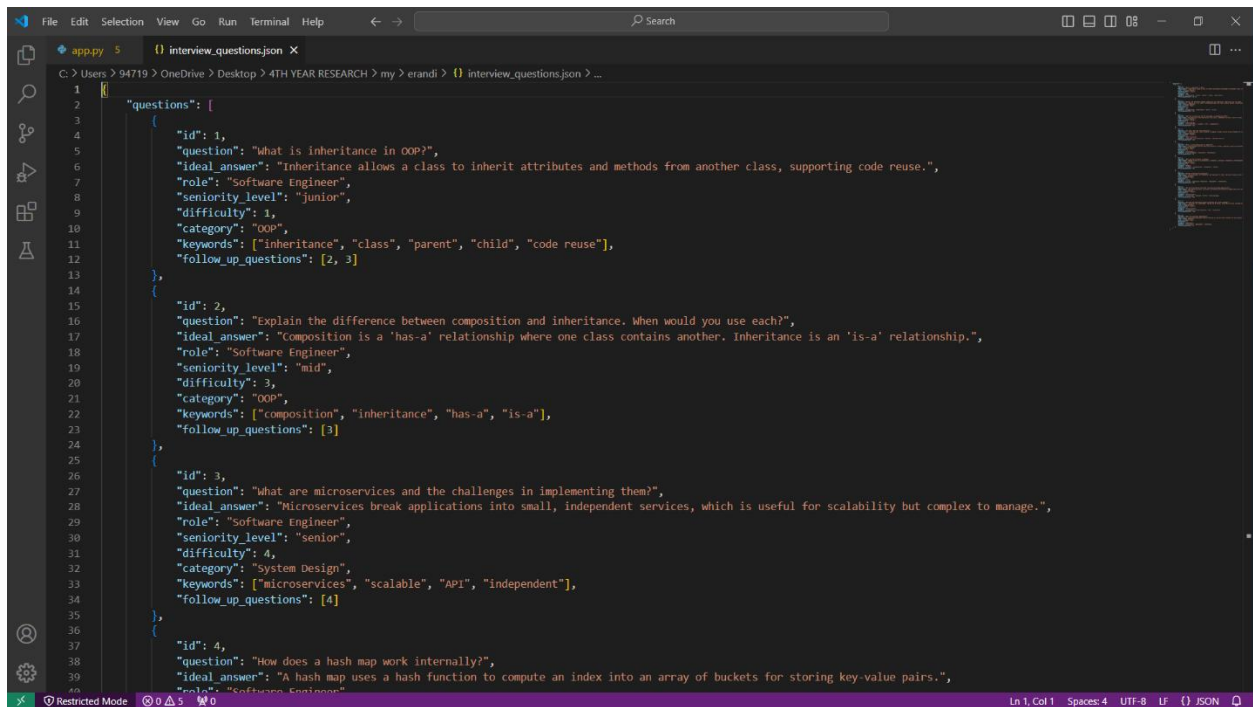 File Edit Selection View Go Run Terminal Help ← → Search
app.py 5 {} interview_questions.json ×
C: > Users > 94719 > OneDrive > Desktop > 4TH YEAR RESEARCH > my > erandi > {} interview_questions.json > ...
1 {
2 "questions": [
3 {
4 "id": 1,
5 "question": "What is inheritance in OOP?",
6 "ideal_answer": "Inheritance allows a class to inherit attributes and methods from another class, supporting code reuse.",
7 "role": "Software Engineer",
8 "seniority_level": "junior",
9 "difficulty": 1,
10 "category": "OOP",
11 "keywords": ["inheritance", "class", "parent", "child", "code reuse"],
12 "follow_up_questions": [2, 3]
13 },
14 {
15 "id": 2,
16 "question": "Explain the difference between composition and inheritance. When would you use each?",
17 "ideal_answer": "Composition is a 'has-a' relationship where one class contains another. Inheritance is an 'is-a' relationship.",
18 "role": "Software Engineer",
19 "seniority_level": "mid",
20 "difficulty": 3,
21 "category": "OOP",
22 "keywords": ["composition", "inheritance", "has-a", "is-a"],
23 "follow_up_questions": [3]
24 },
25 {
26 "id": 3,
27 "question": "What are microservices and the challenges in implementing them?",
28 "ideal_answer": "Microservices break applications into small, independent services, which is useful for scalability but complex to manage.",
29 "role": "Software Engineer",
30 "seniority_level": "senior",
31 "difficulty": 4,
32 "category": "System Design",
33 "keywords": ["microservices", "scalable", "API", "independent"],
34 "follow_up_questions": [4]
35 },
36 {
37 "id": 4,
38 "question": "How does a hash map work internally?",
39 "ideal_answer": "A hash map uses a hash function to compute an index into an array of buckets for storing key-value pairs.",
40 "role": "Software Engineer"
Restricted Mode 0 5 0 Ln 1, Col 1 Spaces: 4 UTF-8 LF {} JSON